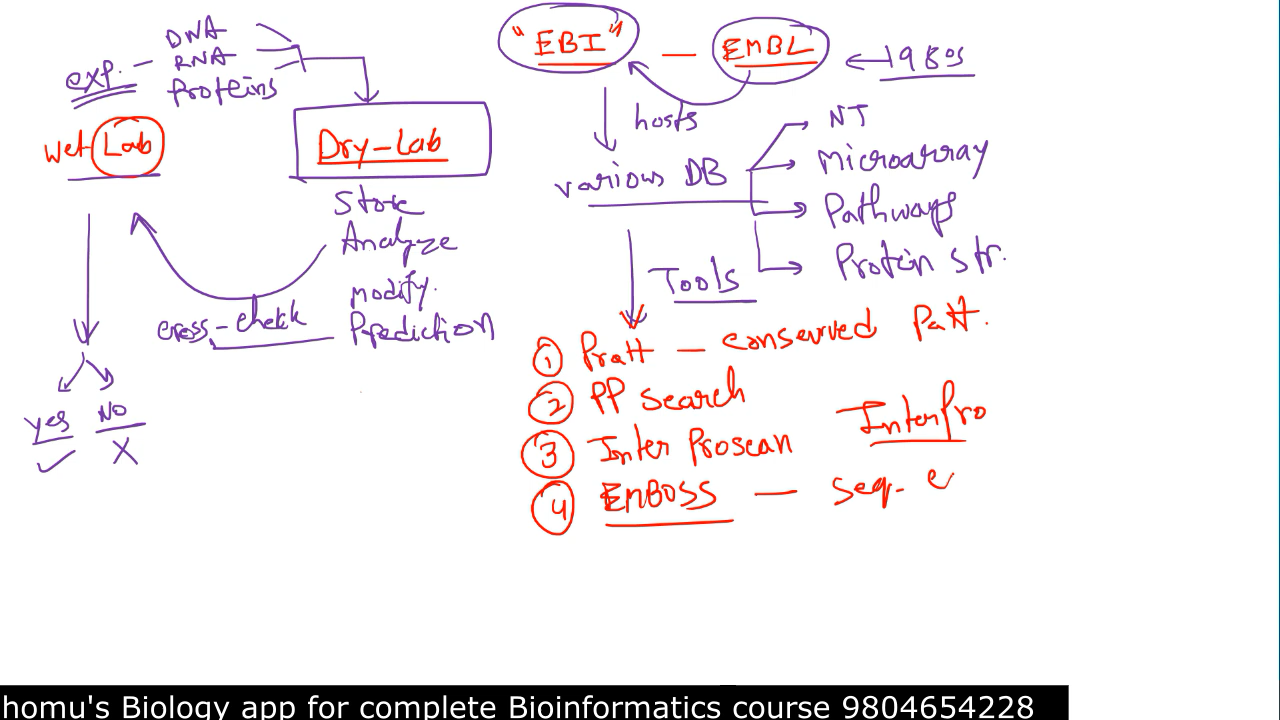 exp. - DNA
RNA
Proteins
wet Lab
Dry-Lab
Store
Analyze
modify.
Prediction
cross-check
Yes NO
"EBI" - EMBL ← 1980s
hosts
various DB
NT
Microarray
Pathways
Protein str.
Tools
① Pratt - conserved Patt.
② PP search
③ Inter Proscan InterPro
④ EMBOSS - seq. e
homu's Biology app for complete Bioinformatics course 9804654228